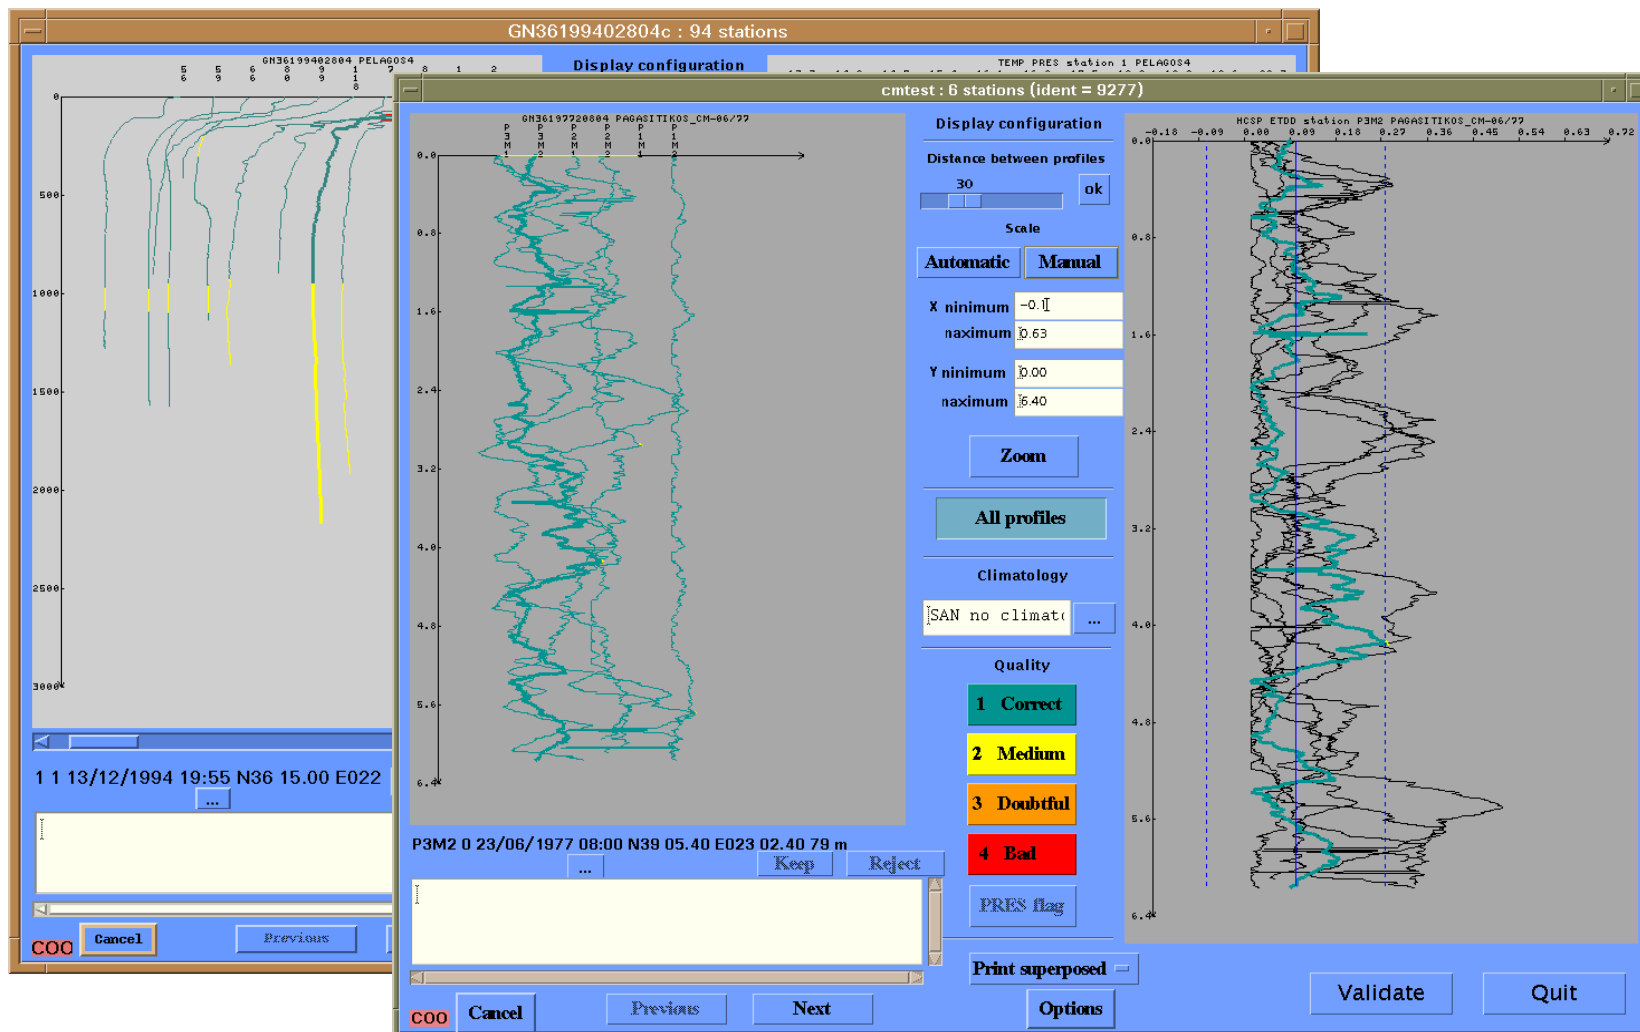 GN36199402804c : 94 stations
GN36199402804 PELAGOS4
Display configuration
TEMP PRES station 1 PELAGOS4
0
500
1000
1500
2000
2500
3000
1 1 13/12/1994 19:55 N36 15.00 E022
...
COO
Cancel
Previous
cmtest : 6 stations (ident = 9277)
GN36197720804 PAGASITIKOS_CM-06/77
P3M1 P3M2 P2M1 P2M2 P1M1 P1M2
0.0
0.8
1.6
2.4
3.2
4.0
4.8
5.6
6.4
P3M2 0 23/06/1977 08:00 N39 05.40 E023 02.40 79 m
...
Keep
Reject
COO
Cancel
Previous
Next
Display configuration
Distance between profiles
30
ok
Scale
Automatic
Manual
X minimum -0.1
maximum 0.63
Y minimum 0.00
maximum 6.40
Zoom
All profiles
Climatology
SAN no climat
...
Quality
1 Correct
2 Medium
3 Doubtful
4 Bad
PRES flag
Print superposed
Options
HCSP ETDD station P3M2 PAGASITIKOS_CM-06/77
-0.18 -0.09 0.00 0.09 0.18 0.27 0.36 0.45 0.54 0.63 0.72
0.0
0.8
1.6
2.4
3.2
4.0
4.8
5.6
6.4
Validate
Quit